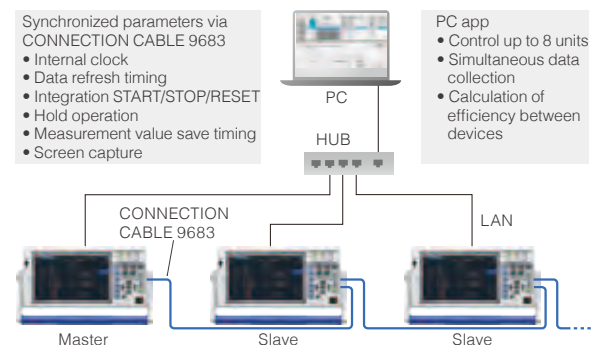 Synchronized parameters via
CONNECTION CABLE 9683
• Internal clock
• Data refresh timing
• Integration START/STOP/RESET
• Hold operation
• Measurement value save timing
• Screen capture
PC
PC app
• Control up to 8 units
• Simultaneous data
collection
• Calculation of
efficiency between
devices
HUB
CONNECTION
CABLE 9683
LAN
Master
Slave
Slave